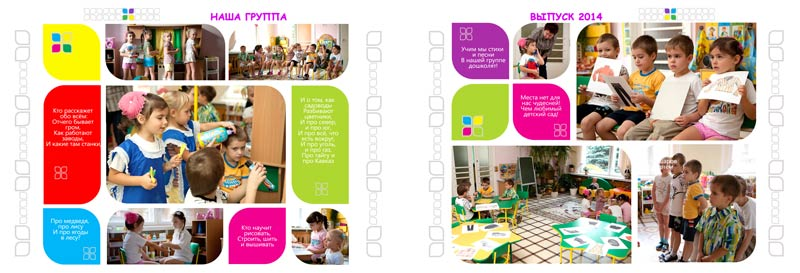 НАША ГРУППА
Кто расскажет
обо всём:
Отчего бывает
гром,
Как работают
заводы,
И какие там станки,
И о том, как
садоводы
Разбивают
цветники,
И про север,
и про юг,
И про всё, что
есть вокруг,
И про уголь,
и про газ,
Про тайгу и
про Кавказ
Про медведя,
про лису
И про ягоды
в лесу?
Кто научит
рисовать,
Строить, шить
и вышивать
ВЫПУСК 2014
Учим мы стихи
и песни
В нашей группе
дошколят!
Места нет для
нас чудесней!
Чем любимый
детский сад!